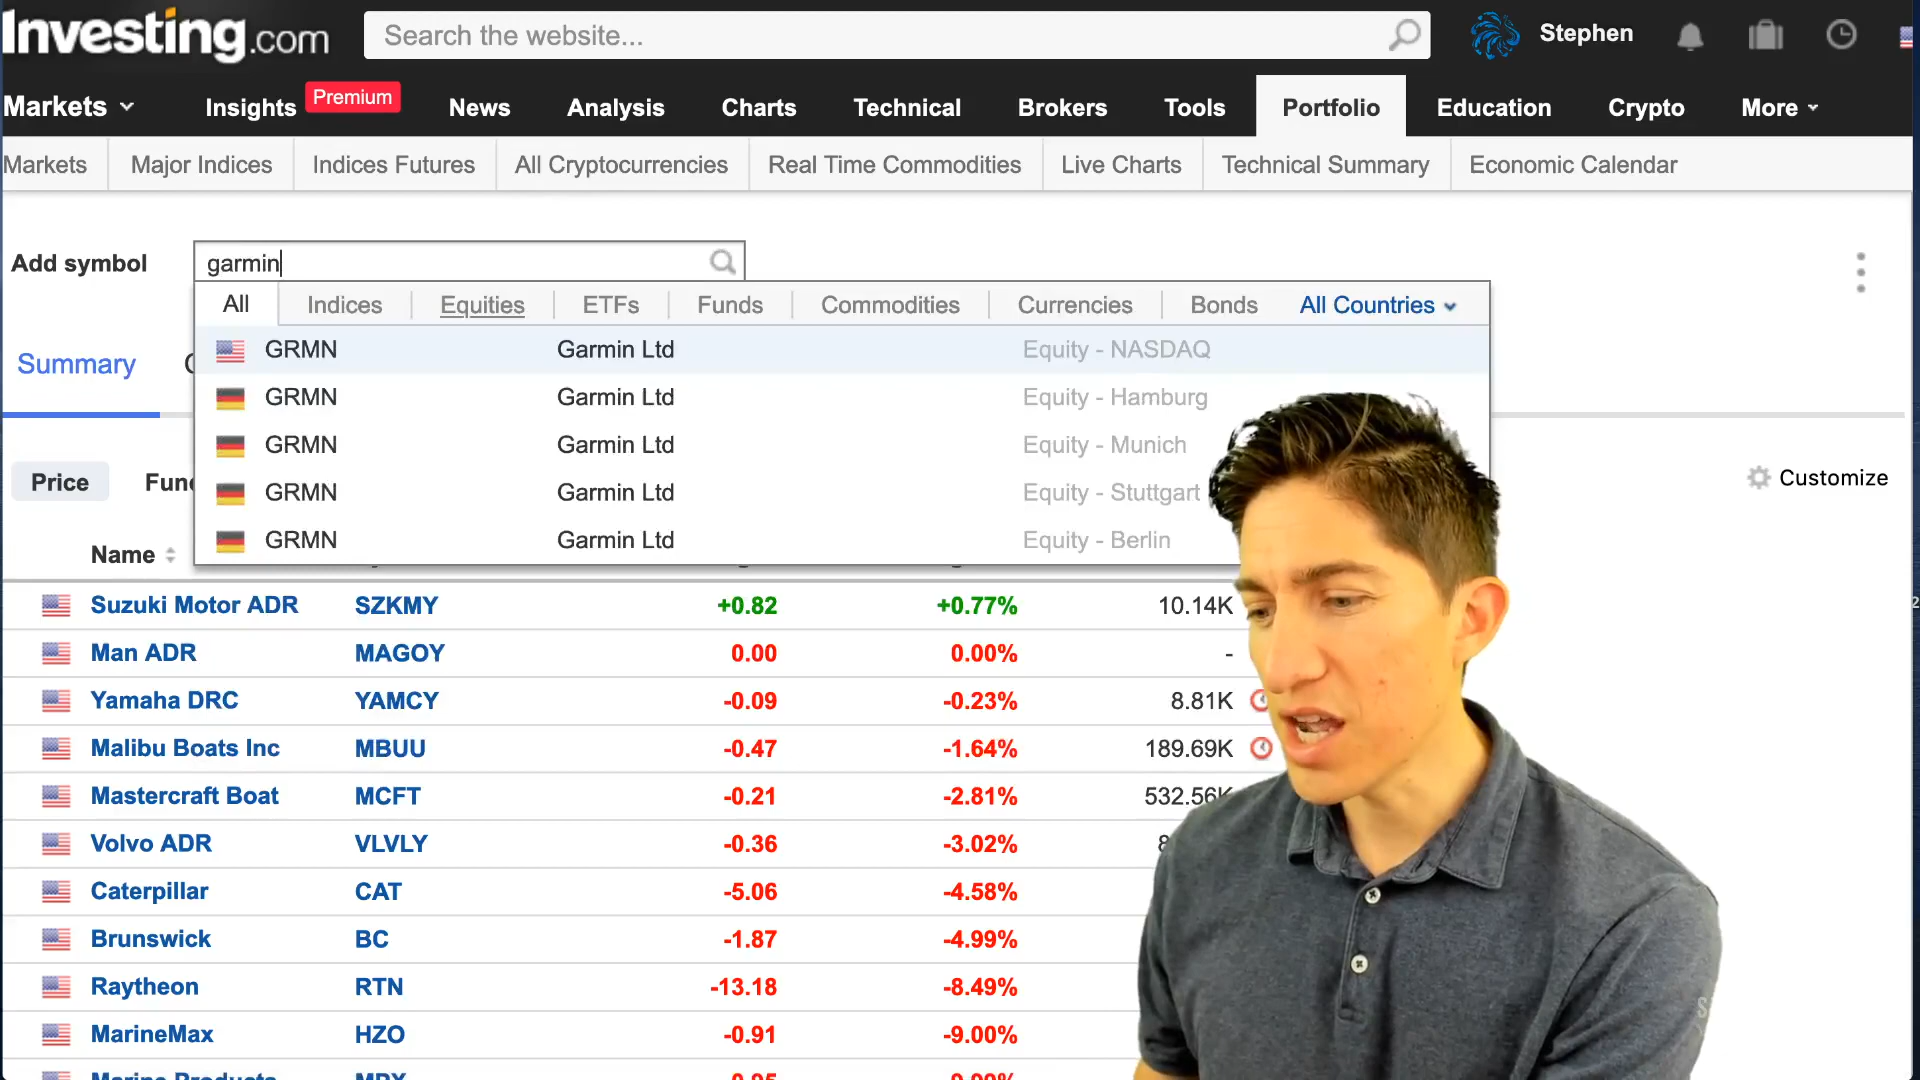 Investing.com
Search the website...
Stephen
Markets
Insights
Premium
News
Analysis
Charts
Technical
Brokers
Tools
Portfolio
Education
Crypto
More
Markets
Major Indices
Indices Futures
All Cryptocurrencies
Real Time Commodities
Live Charts
Technical Summary
Economic Calendar
Add symbol
garmin
All
Indices
Equities
ETFs
Funds
Commodities
Currencies
Bonds
All Countries
GRMN Garmin Ltd Equity - NASDAQ
GRMN Garmin Ltd Equity - Hamburg
GRMN Garmin Ltd Equity - Munich
GRMN Garmin Ltd Equity - Stuttgart
GRMN Garmin Ltd Equity - Berlin
Summary
Price
Customize
Name
Suzuki Motor ADR SZKMY +0.82 +0.77% 10.14K
Man ADR MAGOY 0.00 0.00% -
Yamaha DRC YAMCY -0.09 -0.23% 8.81K
Malibu Boats Inc MBUU -0.47 -1.64% 189.69K
Mastercraft Boat MCFT -0.21 -2.81% 532.56K
Volvo ADR VLVLY -0.36 -3.02%
Caterpillar CAT -5.06 -4.58%
Brunswick BC -1.87 -4.99%
Raytheon RTN -13.18 -8.49%
MarineMax HZO -0.91 -9.00%